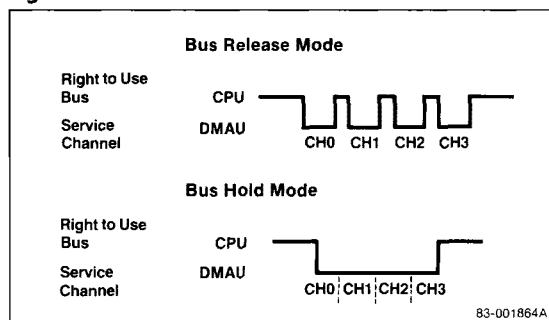 Bus Release Mode
Right to Use
Bus CPU
Service
Channel DMAU
CH0 CH1 CH2 CH3
Bus Hold Mode
Right to Use
Bus CPU
Service
Channel DMAU
CH0 CH1 CH2 CH3
83-001864A